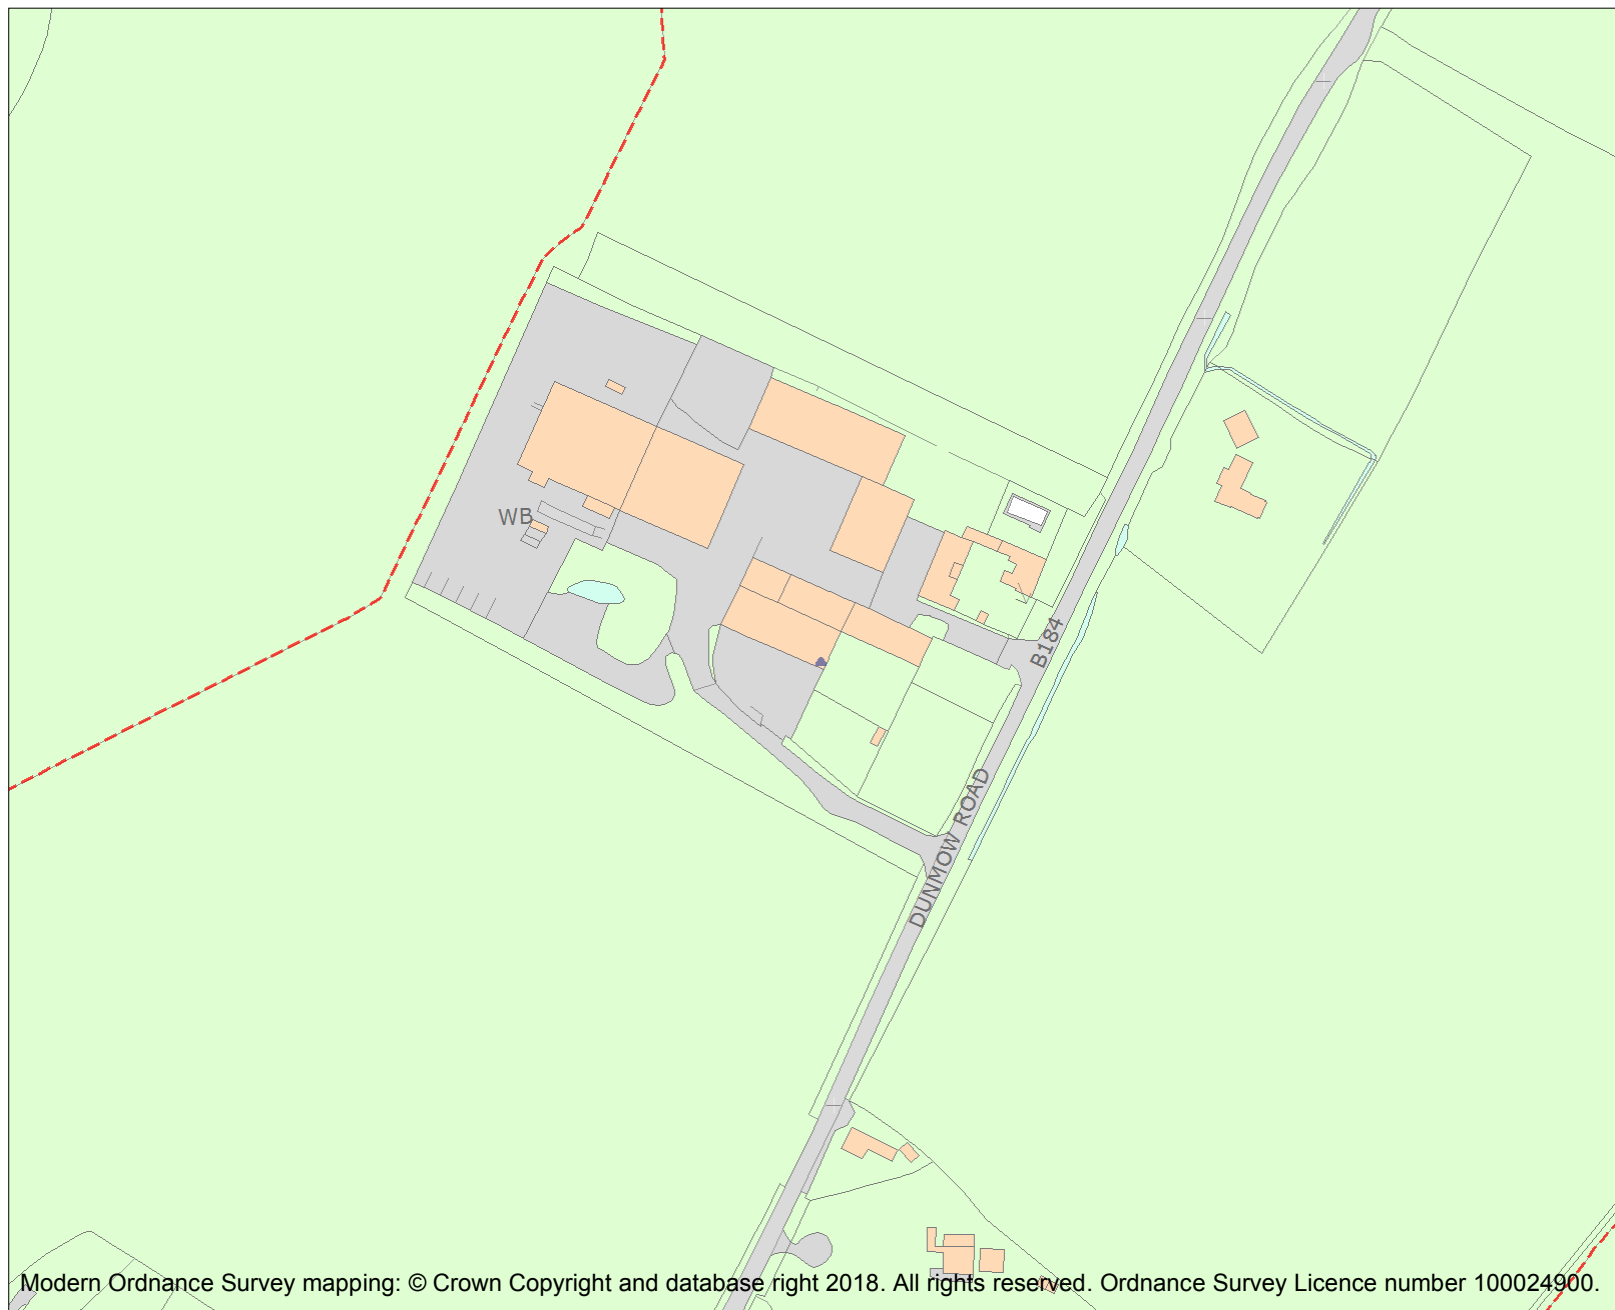 WB
B184
DUNMOW ROAD
Modern Ordnance Survey mapping: © Crown Copyright and database right 2018. All rights reserved. Ordnance Survey Licence number 100024900.